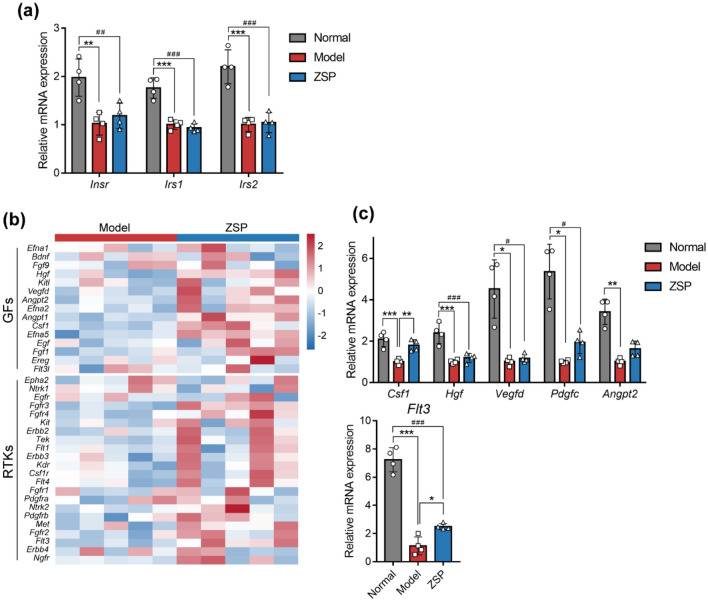 (a)
Relative mRNA expression
3
2
1
0
##
**
###
***
###
***
Normal
Model
ZSP
Insr Irs1 Irs2
(b)
Model ZSP
GFs
Efna1
Bdnf
Fgf9
Hgf
Kitl
Vegfd
Angpt2
Efna2
Angpt1
Csf1
Efna5
Egf
Fgf1
Ereg
Flt3l
RTKs
Epha2
Ntrk1
Egfr
Fgfr3
Fgfr4
Kit
Erbb2
Tek
Flt1
Erbb3
Kdr
Csf1r
Flt4
Fgfr1
Pdgfra
Ntrk2
Pdgfrb
Met
Fgfr2
Flt3
Erbb4
Ngfr
2
1
0
-1
-2
(c)
Relative mRNA expression
8
6
4
2
0
*** **
###
***
#
*
#
*
**
Normal
Model
ZSP
Csf1 Hgf Vegfd Pdgfc Angpt2
Flt3
Relative mRNA expression
10
8
6
4
2
0
###
***
*
Normal
Model
ZSP